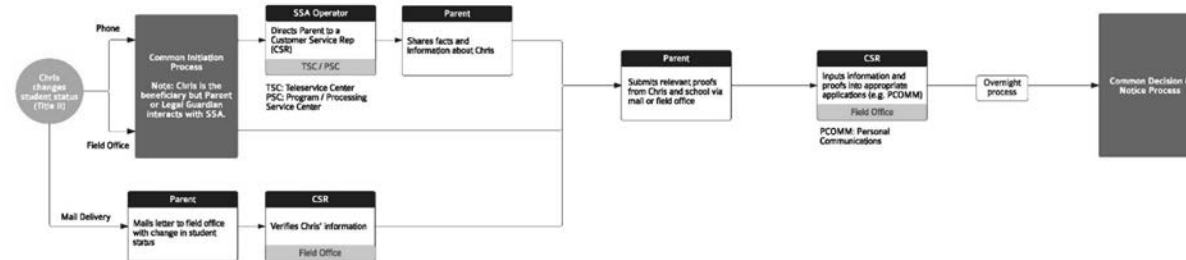 Chris
changes
student status
(Title II)
Phone
Field Office
Mail Delivery
Common Initiation
Process
Note: Chris is the
beneficiary but Parent
or Legal Guardian
interacts with SSA.
SSA Operator
Directs Parent to a
Customer Service Rep
(CSR)
TSC / PSC
TSC: Teleservice Center
PSC: Program / Processing
Service Center
Parent
Shares facts and
information about Chris
Parent
Mails letter to field office
with change in student
status
CSR
Verifies Chris' information
Field Office
Parent
Submits relevant proofs
from Chris and school via
mail or field office
CSR
Inputs information and
proofs into appropriate
applications (e.g. PCOMM)
Field Office
PCOMM: Personal
Communications
Overnight
process
Common Decision
Notice Process